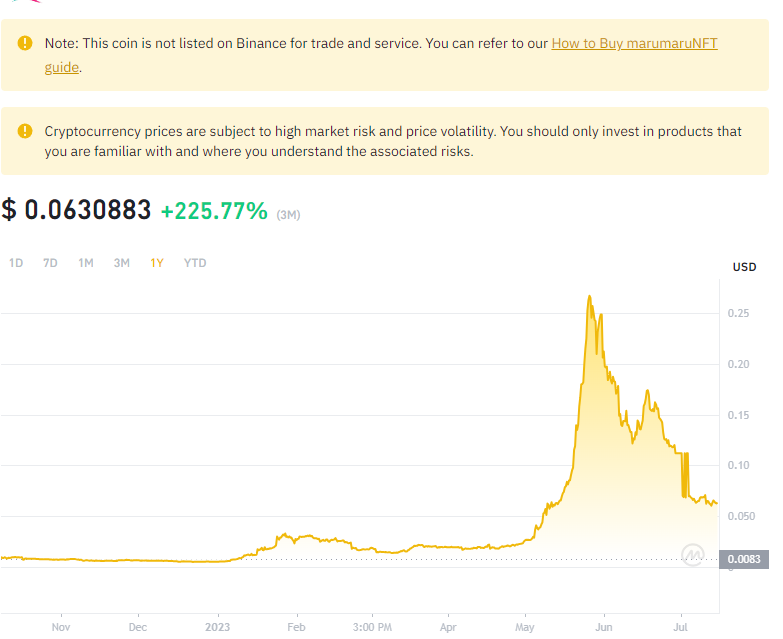 Note: This coin is not listed on Binance for trade and service. You can refer to our How to Buy marumaruNFT
guide.
Cryptocurrency prices are subject to high market risk and price volatility. You should only invest in products that
you are familiar with and where you understand the associated risks.
$ 0.0630883 +225.77% (3M)
1D 7D 1M 3M 1Y YTD
USD
0.25
0.20
0.15
0.10
0.050
0.0083
Nov Dec 2023 Feb 3:00 PM Apr May Jun Jul